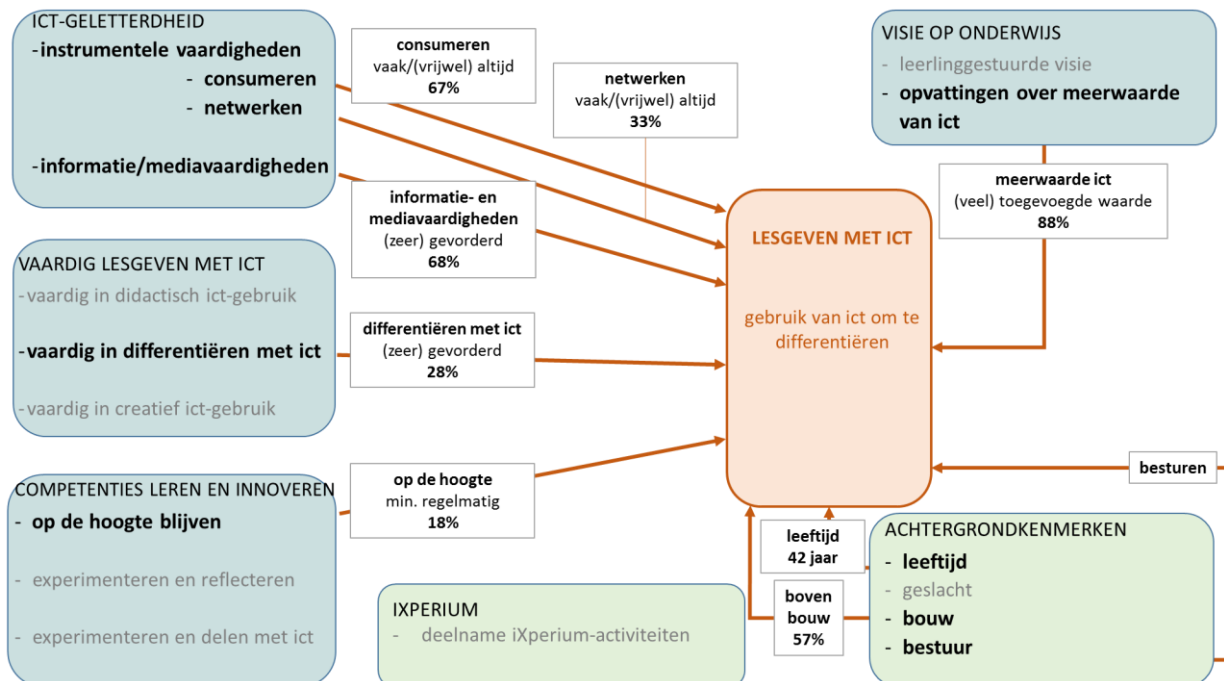 ICT-GELETTERDHEID
-instrumentele vaardigheden
- consumeren
- netwerken
-informatie/mediavaardigheden
consumeren
vaak/(vrijwel) altijd
67%
netwerken
vaak/(vrijwel) altijd
33%
informatie- en
mediavaardigheden
(zeer) gevorderd
68%
VISIE OP ONDERWIJS
- leerlinggestuurde visie
- opvattingen over meerwaarde
van ict
meerwaarde ict
(veel) toegevoegde waarde
88%
LESGEVEN MET ICT
gebruik van ict om te
differentiëren
VAARDIG LESGEVEN MET ICT
-vaardig in didactisch ict-gebruik
-vaardig in differentiëren met ict
-vaardig in creatief ict-gebruik
differentiëren met ict
(zeer) gevorderd
28%
COMPETENTIES LEREN EN INNOVEREN
- op de hoogte blijven
- experimenteren en reflecteren
- experimenteren en delen met ict
op de hoogte
min. regelmatig
18%
besturen
leeftijd
42 jaar
boven
bouw
57%
IXPERIUM
- deelname iXperium-activiteiten
ACHTERGRONDKENMERKEN
- leeftijd
- geslacht
- bouw
- bestuur